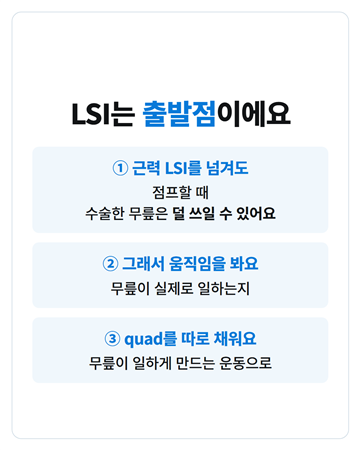 LSI는 출발점이에요
① 근력 LSI를 넘겨도
점프할 때
수술한 무릎은 덜 쓰일 수 있어요
② 그래서 움직임을 봐요
무릎이 실제로 일하는지
③ quad를 따로 채워요
무릎이 일하게 만드는 운동으로